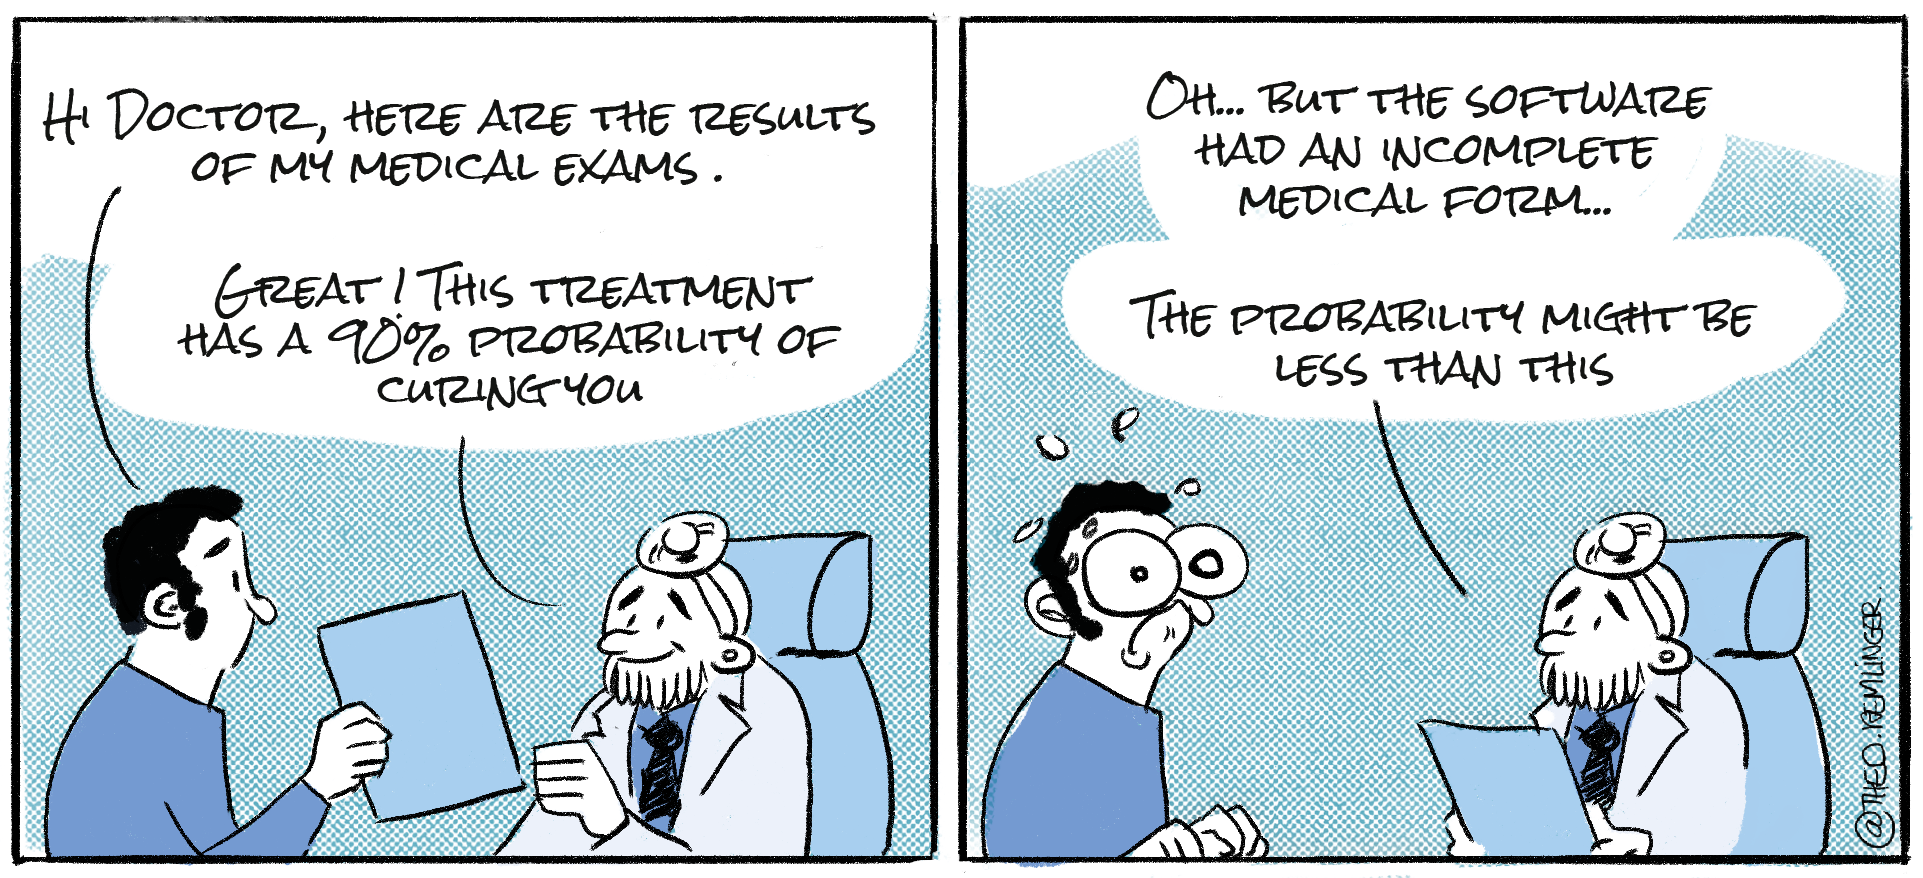 Hi Doctor, here are the results
of my medical exams.
Great! This treatment
has a 90% probability of
curing you
Oh... but the software
had an incomplete
medical form...
The probability might be
less than this
@THEO.REMLINGER